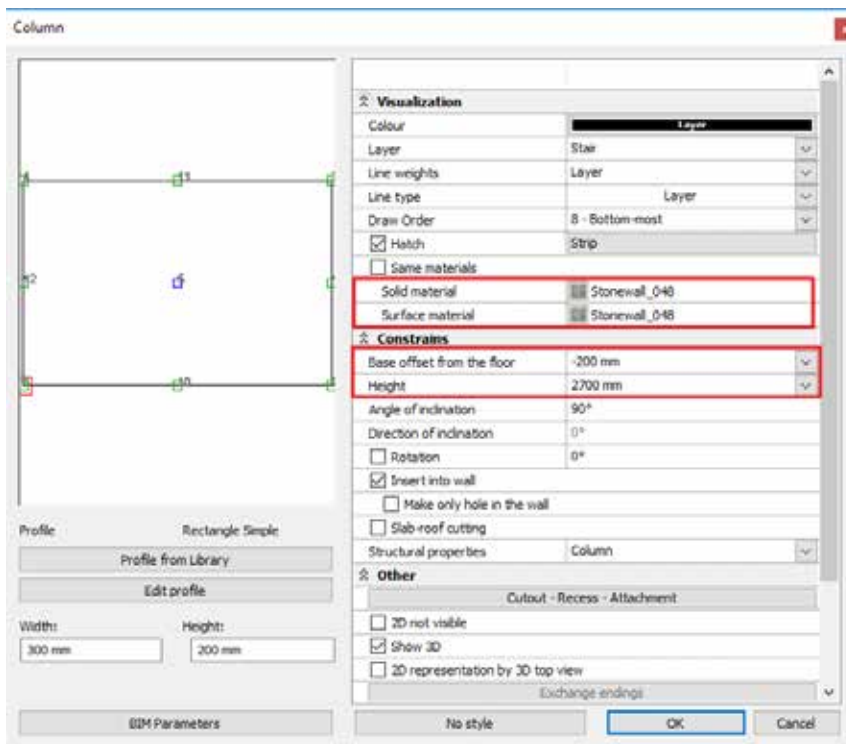 Column
Visualization
Colour Layer
Layer Stair
Line weights Layer
Line type Layer
Draw Order 8 - Bottom-most
Hatch Strip
Same materials
Solid material Stonewall_048
Surface material Stonewall_048
Constrains
Base offset from the floor -200 mm
Height 2700 mm
Angle of inclination 90°
Direction of inclination 0°
Rotation 0°
Insert into wall
Make only hole in the wall
Slab-roof cutting
Structural properties Column
Other
Cutout - Recess - Attachment
2D not visible
Show 3D
2D representation by 3D top view
Exchange endings
11
12
10
Profile Rectangle Simple
Profile from Library
Edit profile
Width: Height:
300 mm 200 mm
BIM Parameters No style OK Cancel